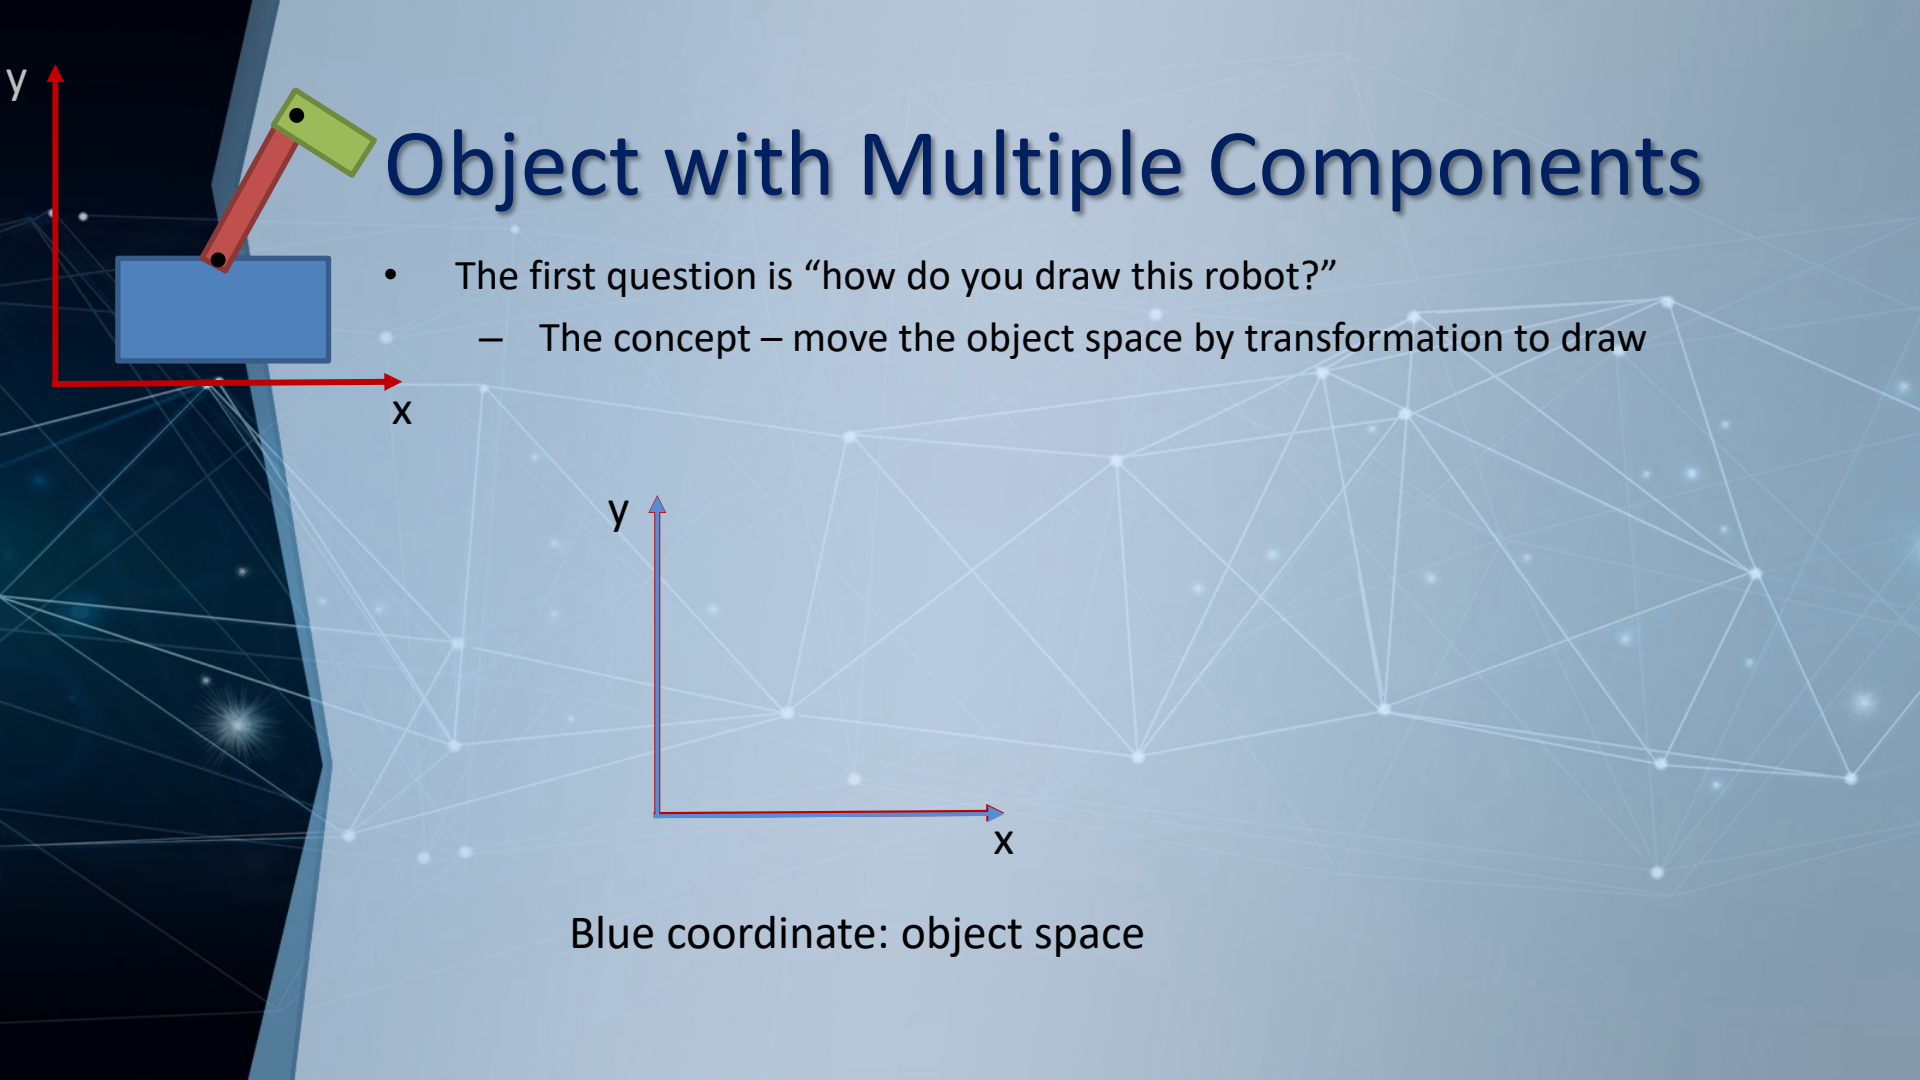 y
Object with Multiple Components
• The first question is “how do you draw this robot?”
– The concept – move the object space by transformation to draw
x
y
x
Blue coordinate: object space